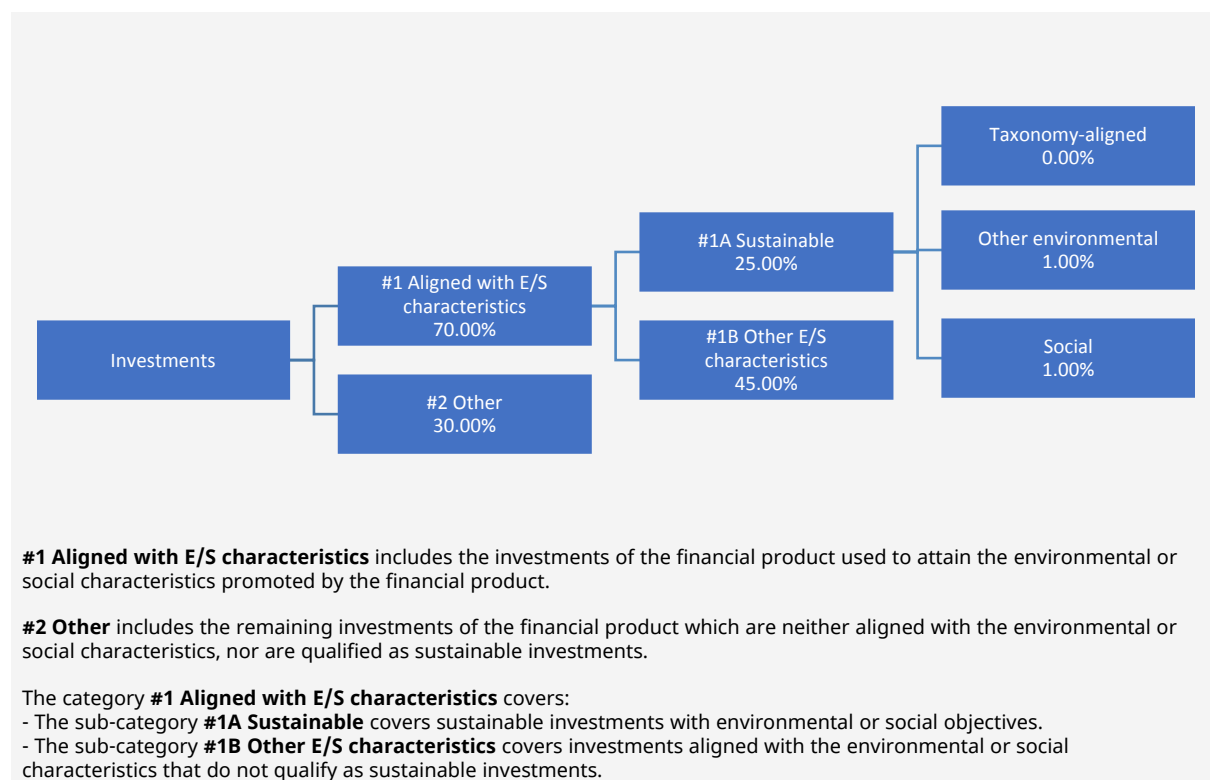 Investments
#1 Aligned with E/S
characteristics
70.00%
#2 Other
30.00%
#1A Sustainable
25.00%
#1B Other E/S
characteristics
45.00%
Taxonomy-aligned
0.00%
Other environmental
1.00%
Social
1.00%
#1 Aligned with E/S characteristics includes the investments of the financial product used to attain the environmental or
social characteristics promoted by the financial product.
#2 Other includes the remaining investments of the financial product which are neither aligned with the environmental or
social characteristics, nor are qualified as sustainable investments.
The category #1 Aligned with E/S characteristics covers:
- The sub-category #1A Sustainable covers sustainable investments with environmental or social objectives.
- The sub-category #1B Other E/S characteristics covers investments aligned with the environmental or social
characteristics that do not qualify as sustainable investments.